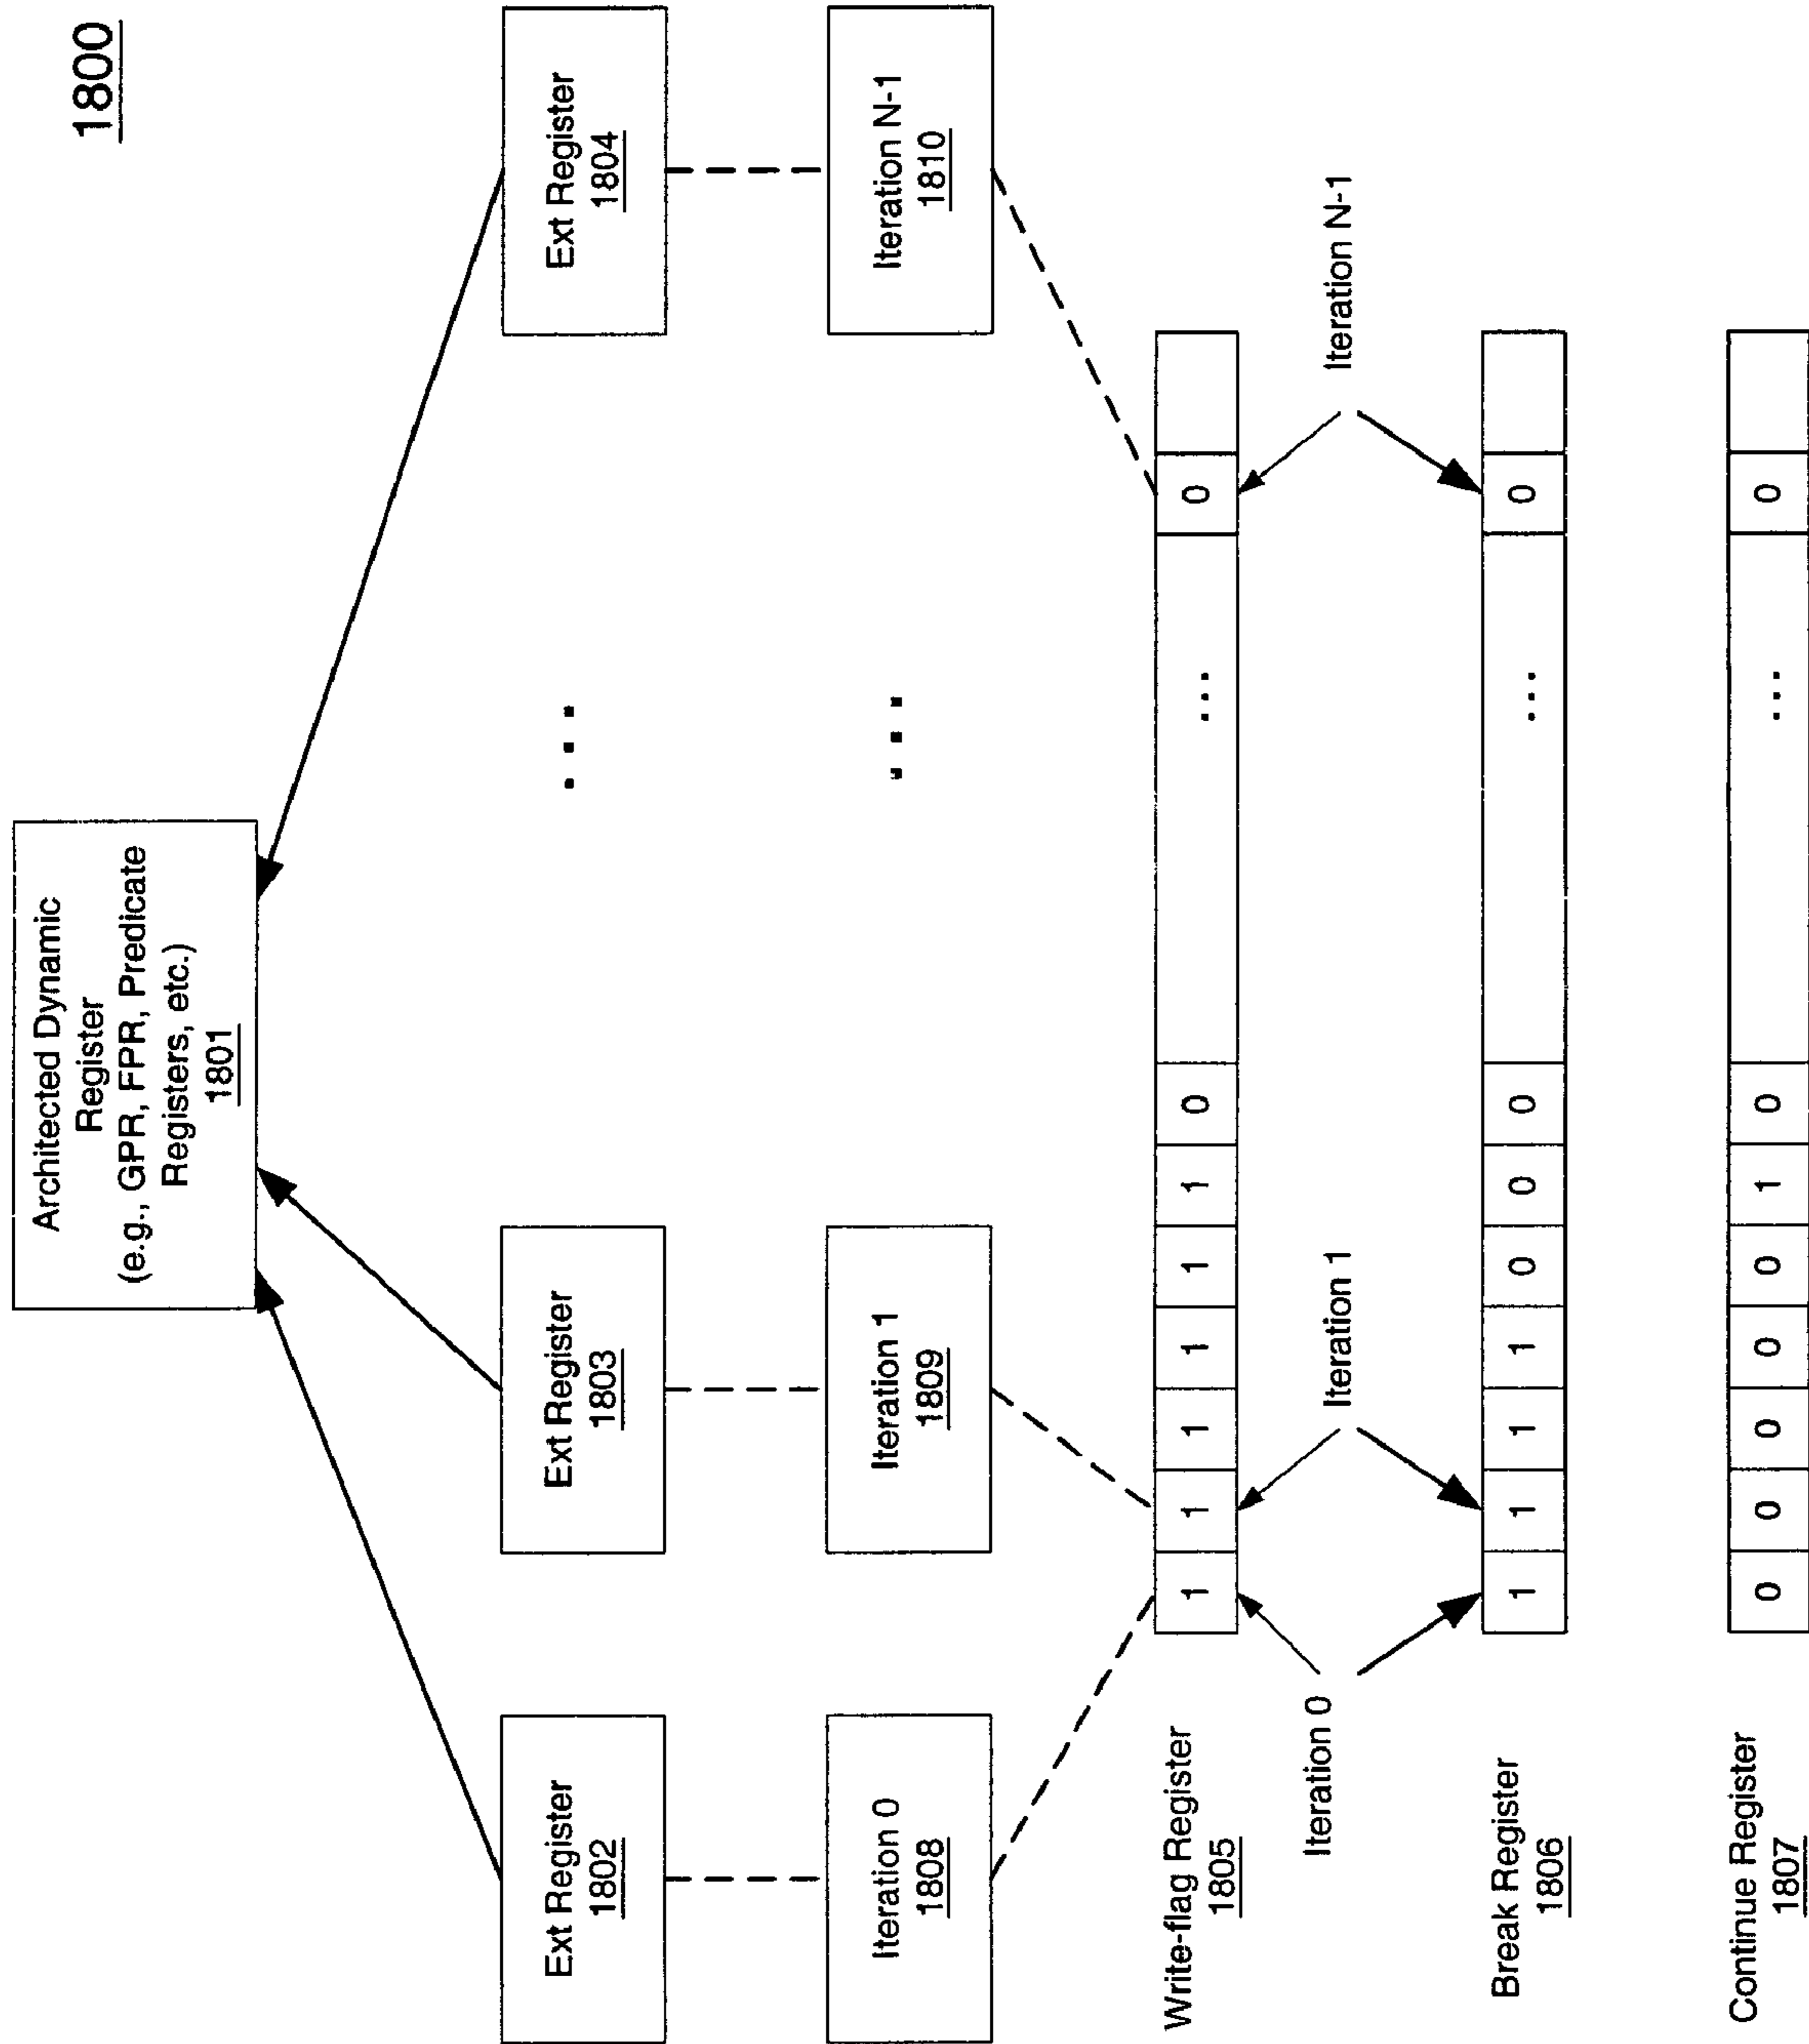 1800
Architected Dynamic
Register
(e.g., GPR, FPR, Predicate
Registers, etc.)
1801
Ext Register
1802
Ext Register
1803
...
Ext Register
1804
Iteration 0
1808
Iteration 1
1809
...
Iteration N-1
1810
Write-flag Register
1805
1 1 1 1 1 1 0 ... 0
Iteration 0
Iteration 1
Iteration N-1
Break Register
1806
1 1 1 1 0 0 0 ... 0
Continue Register
1807
0 0 0 0 0 1 0 ... 0